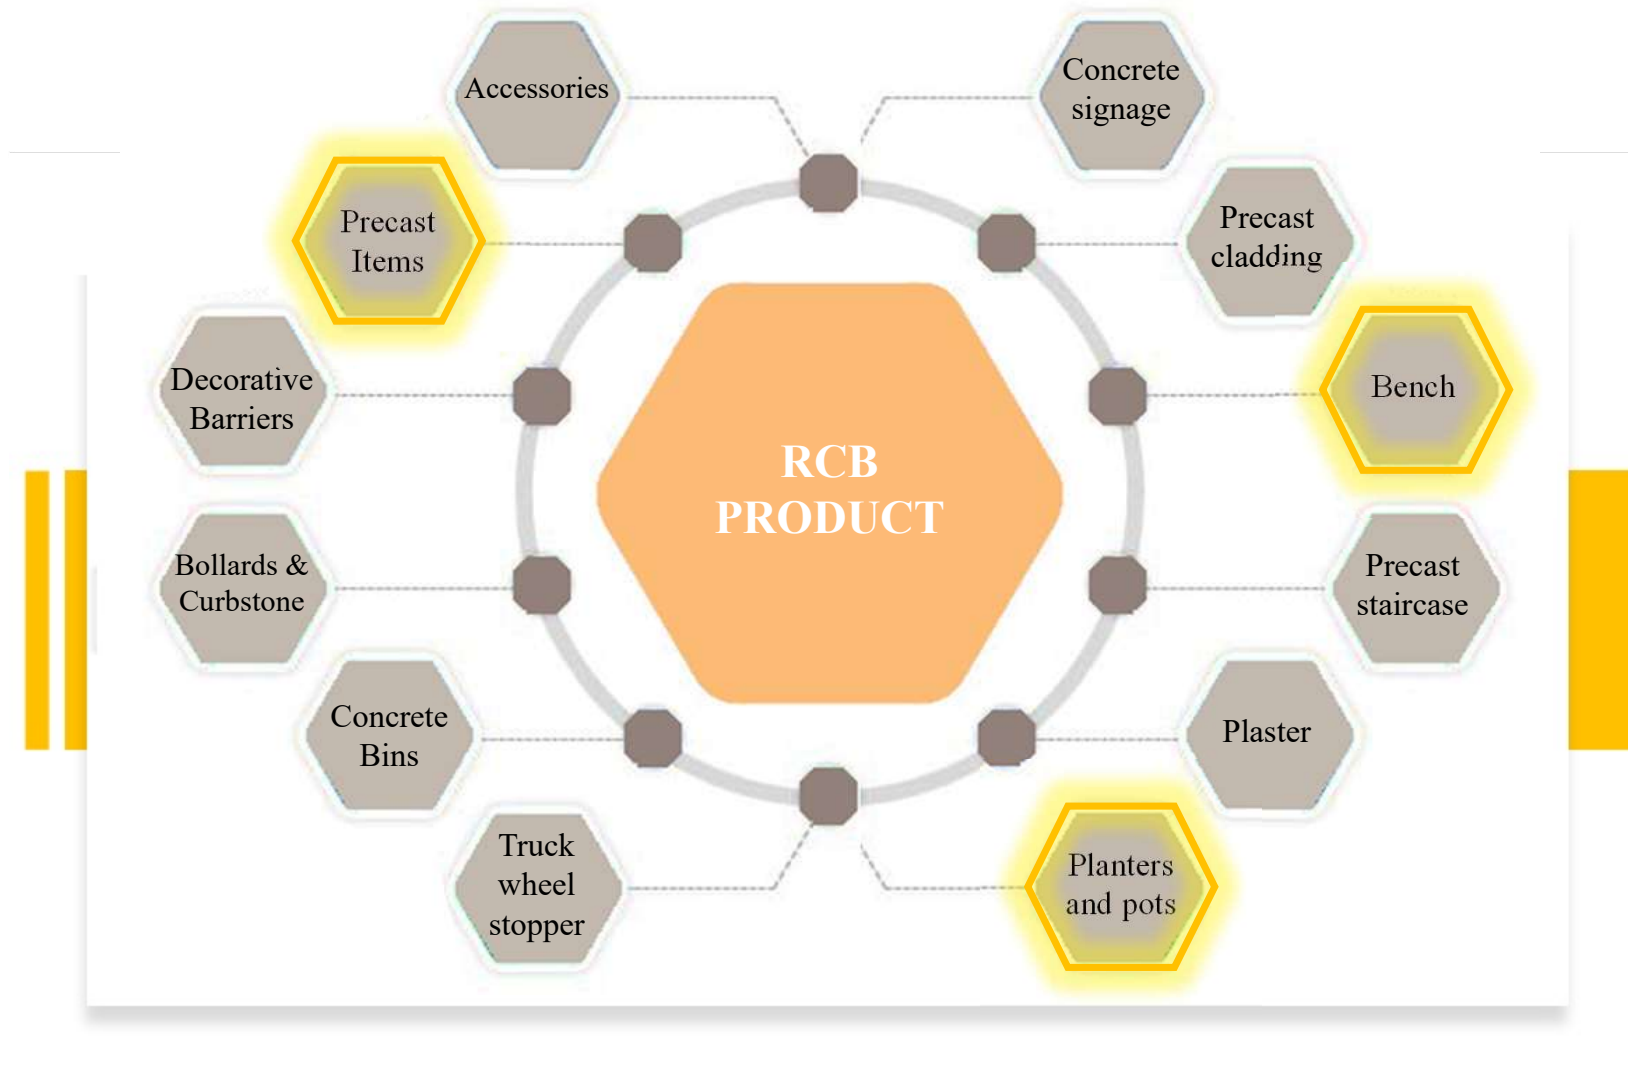 Accessories
Concrete
signage
Precast
Items
Precast
cladding
Decorative
Barriers
Bench
RCB
PRODUCT
Bollards &
Curbstone
Precast
staircase
Concrete
Bins
Plaster
Truck
wheel
stopper
Planters
and pots